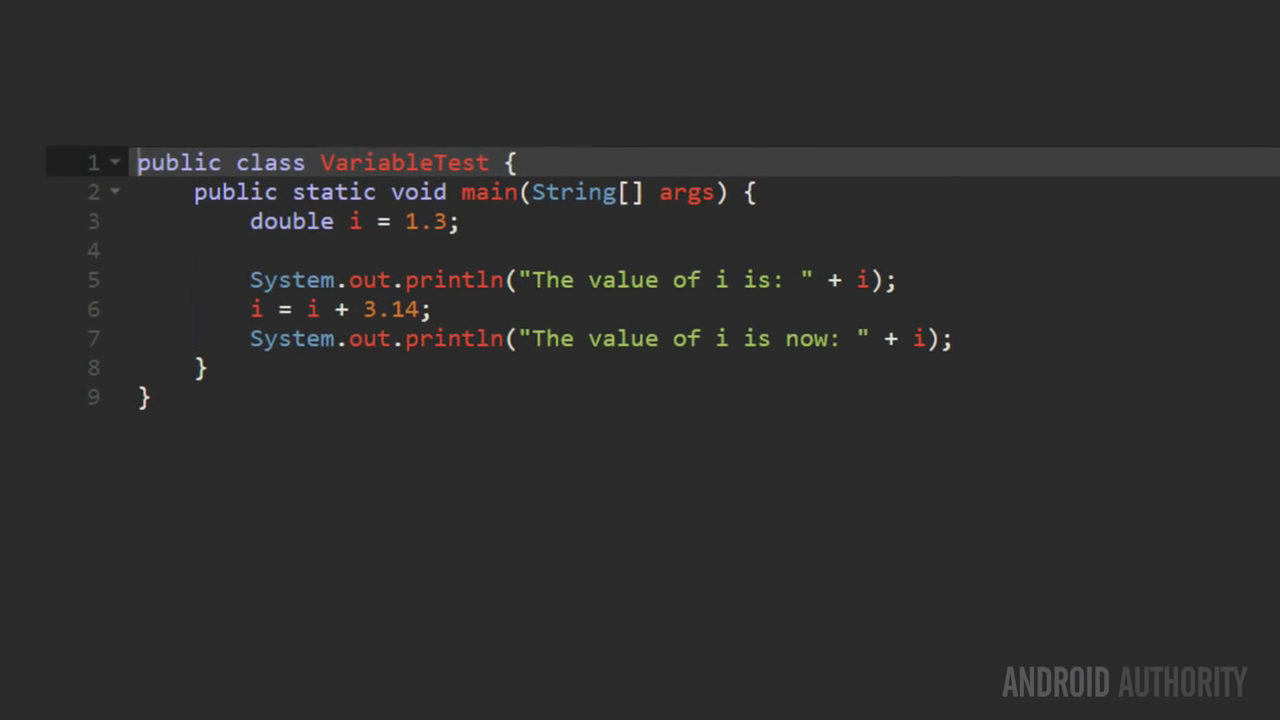 1 public class VariableTest {
2 public static void main(String[] args) {
3 double i = 1.3;
4
5 System.out.println("The value of i is: " + i);
6 i = i + 3.14;
7 System.out.println("The value of i is now: " + i);
8 }
9 }
ANDROID AUTHORITY